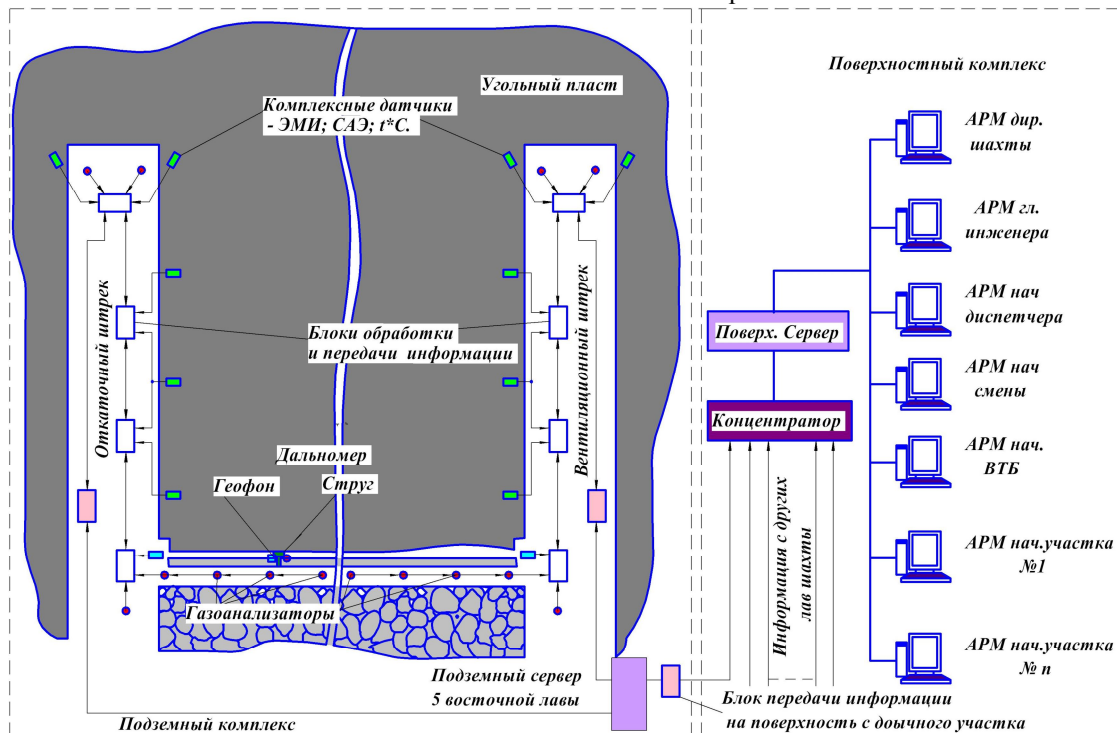 Угольный пласт
Комплексные датчики
- ЭМИ; САЭ; t*C.
Откаточный штрек
Вентиляционный штрек
Блоки обработки
и передачи информации
Дальномер
Геофон
Струг
Газоанализаторы
Подземный сервер
5 восточной лавы
Подземный комплекс
Поверхностный комплекс
АРМ дир.
шахты
АРМ гл.
инженера
АРМ нач
диспетчера
АРМ нач
смены
АРМ нач.
ВТБ
АРМ нач.участка
№1
АРМ нач.участка
№ п
Поверх. Сервер
Концентратор
Информация с других
лав шахты
Блок передачи информации
на поверхность с доычного участка